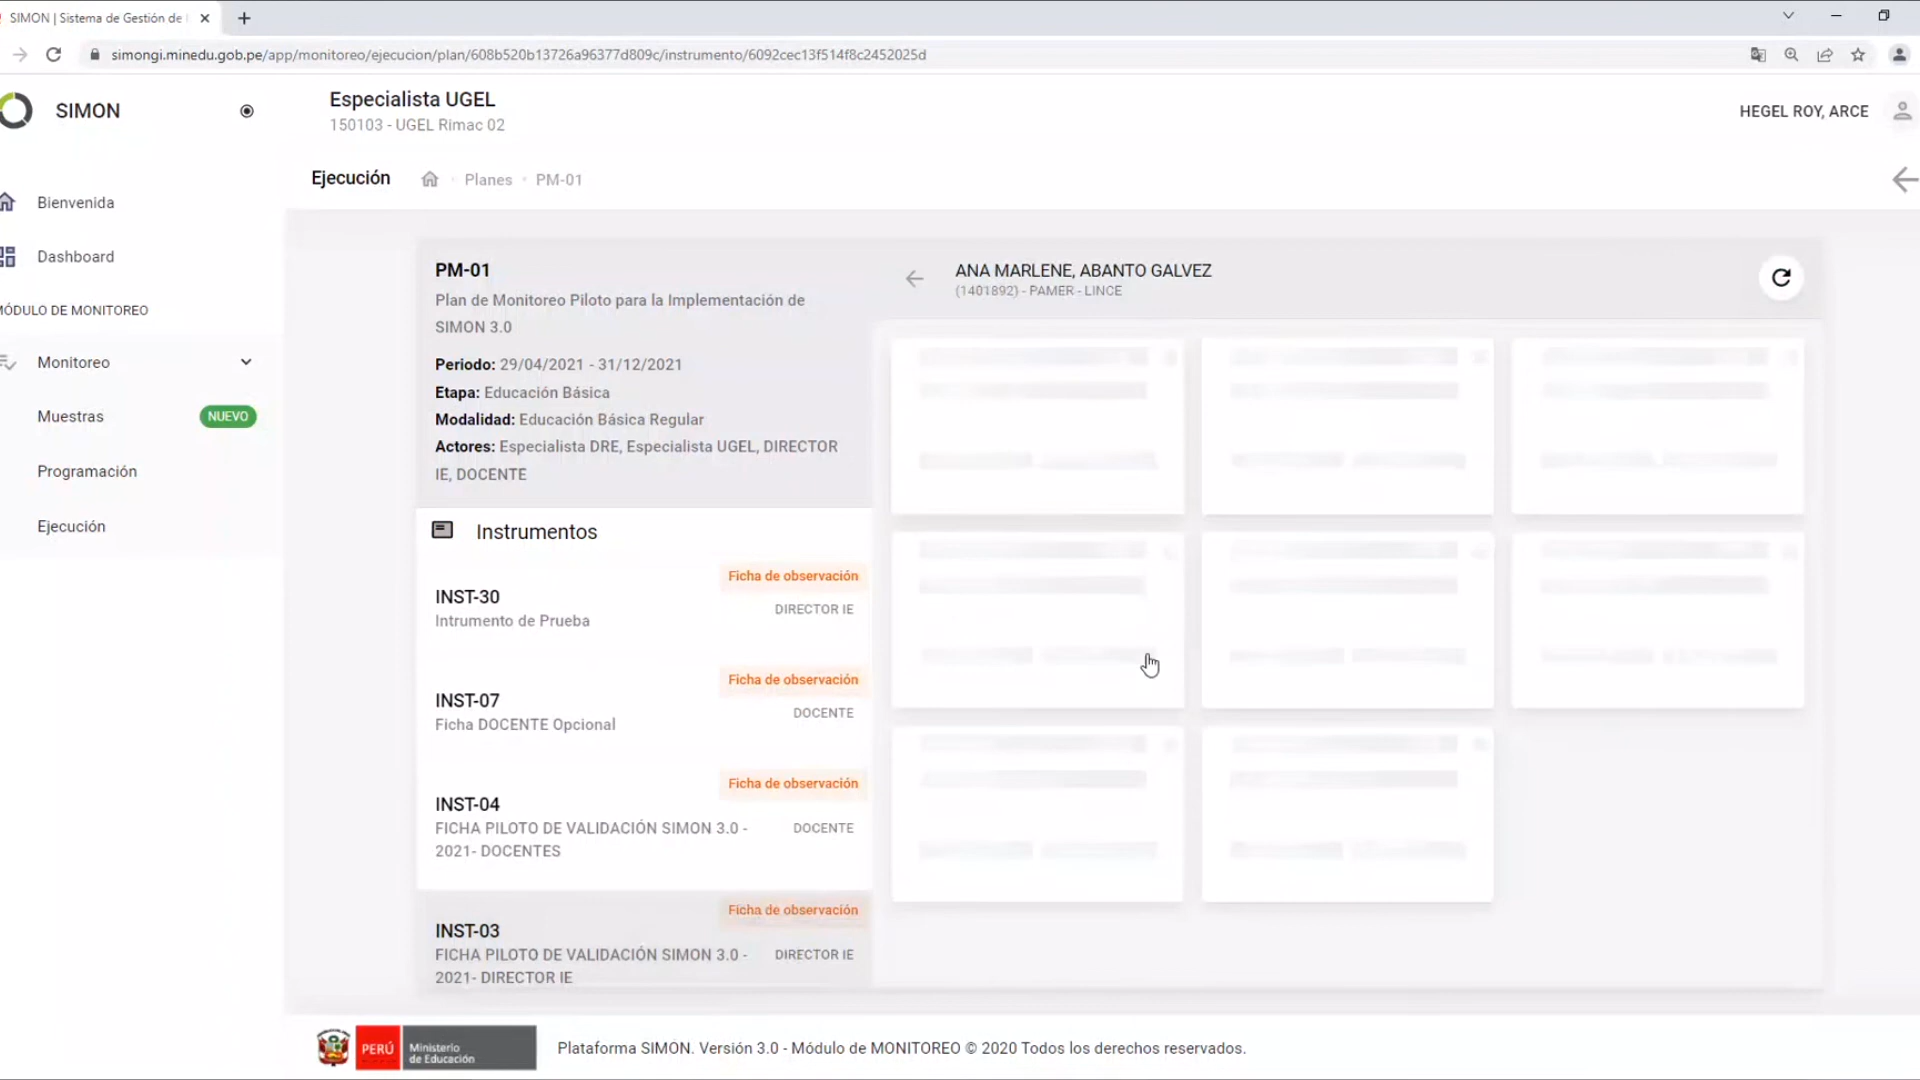 SIMON | Sistema de Gestión de
simongi.minedu.gob.pe/app/monitoreo/ejecucion/plan/608b520b13726a96377d809c/instrumento/6092cec13f514f8c2452025d
SIMON
Especialista UGEL
150103 - UGEL Rimac 02
HEGEL ROY, ARCE
Ejecución
Planes
PM-01
Bienvenida
Dashboard
MÓDULO DE MONITOREO
Monitoreo
Muestras
NUEVO
Programación
Ejecución
PM-01
Plan de Monitoreo Piloto para la Implementación de
SIMON 3.0
Periodo: 29/04/2021 - 31/12/2021
Etapa: Educación Básica
Modalidad: Educación Básica Regular
Actores: Especialista DRE, Especialista UGEL, DIRECTOR
IE, DOCENTE
ANA MARLENE, ABANTO GALVEZ
(1401892) - PAMER - LINCE
Instrumentos
Ficha de observación
INST-30
DIRECTOR IE
Intrumento de Prueba
Ficha de observación
INST-07
DOCENTE
Ficha DOCENTE Opcional
Ficha de observación
INST-04
FICHA PILOTO DE VALIDACIÓN SIMON 3.0 -
DOCENTE
2021- DOCENTES
Ficha de observación
INST-03
FICHA PILOTO DE VALIDACIÓN SIMON 3.0 -
DIRECTOR IE
2021- DIRECTOR IE
PERÚ
Ministerio
de Educación
Plataforma SIMON. Versión 3.0 - Módulo de MONITOREO © 2020 Todos los derechos reservados.